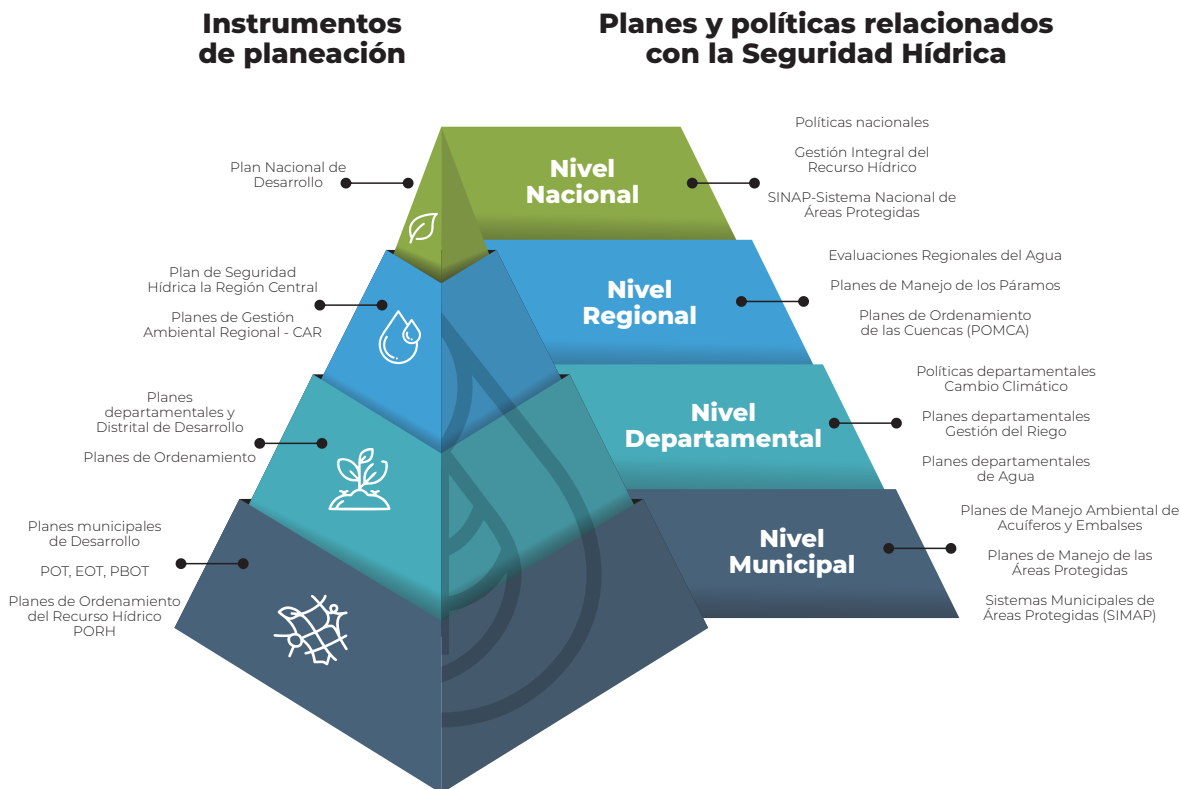 Instrumentos
de planeación
Planes y políticas relacionados
con la Seguridad Hídrica
Plan Nacional de
Desarrollo
Nivel
Nacional
Políticas nacionales
Gestión Integral del
Recurso Hídrico
SINAP-Sistema Nacional de
Áreas Protegidas
Plan de Seguridad
Hídrica la Región Central
Planes de Gestión
Ambiental Regional - CAR
Nivel
Regional
Evaluaciones Regionales del Agua
Planes de Manejo de los Páramos
Planes de Ordenamiento
de las Cuencas (POMCA)
Planes
departamentales y
Distrital de Desarrollo
Planes de Ordenamiento
Nivel
Departamental
Políticas departamentales
Cambio Climático
Planes departamentales
Gestión del Riego
Planes departamentales
de Agua
Planes municipales
de Desarrollo
POT, EOT, PBOT
Planes de Ordenamiento
del Recurso Hídrico
PORH
Nivel
Municipal
Planes de Manejo Ambiental de
Acuíferos y Embalses
Planes de Manejo de las
Áreas Protegidas
Sistemas Municipales de
Áreas Protegidas (SIMAP)